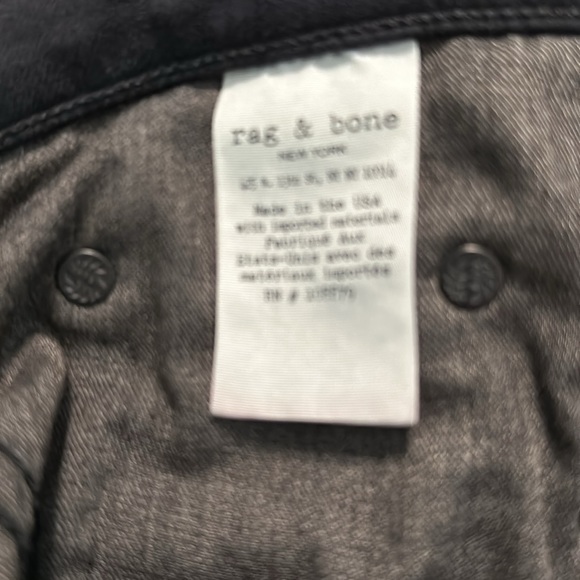 rag & bone
NEW YORK
Made in the USA
with imported materials
Fabriqué Aux
États-Unis avec des
matériaux importés
RN #